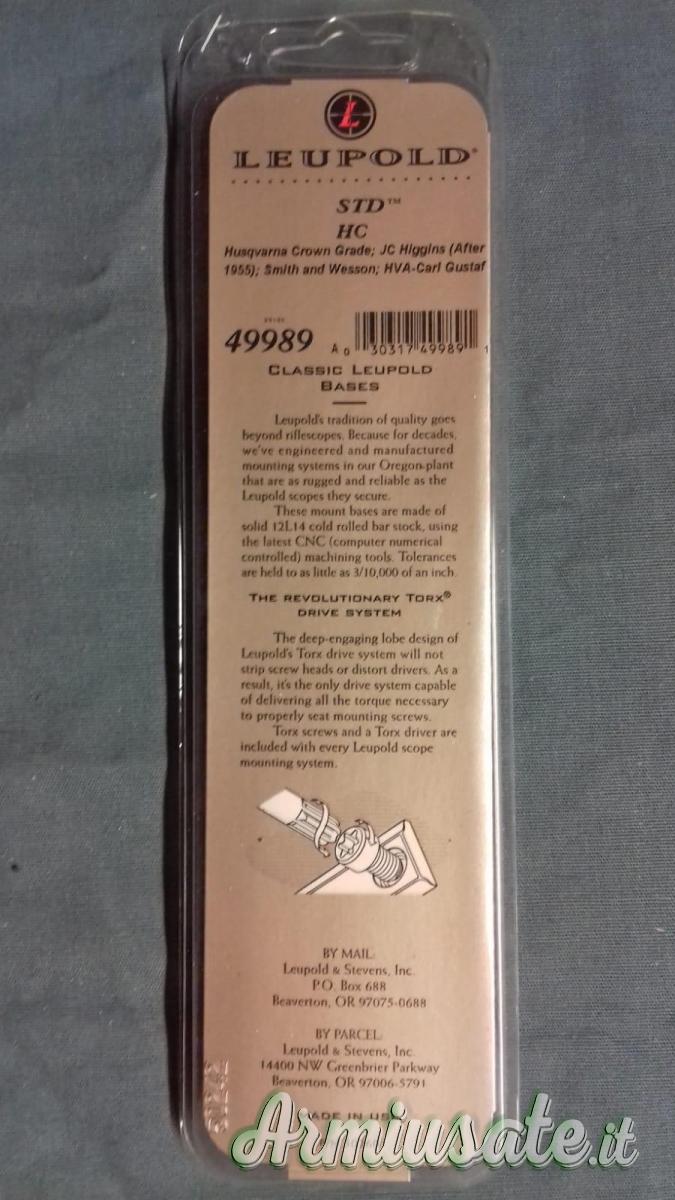 L
LEUPOLD®
STD™
HC
Husqvarna Crown Grade; JC Higgins (After
1955); Smith and Wesson; HVA-Carl Gustaf
49989
A 0 30317 49989 1
CLASSIC LEUPOLD
BASES
Leupold's tradition of quality goes
beyond riflescopes. Because for decades,
we've engineered and manufactured
mounting systems in our Oregon plant
that are as rugged and reliable as the
Leupold scopes they secure.
These mount bases are made of
solid 12L14 cold rolled bar stock, using
the latest CNC (computer numerical
controlled) machining tools. Tolerances
are held to as little as 3/10,000 of an inch.
THE REVOLUTIONARY TORX®
DRIVE SYSTEM
The deep-engaging lobe design of
Leupold's Torx drive system will not
strip screw heads or distort drivers. As a
result, it's the only drive system capable
of delivering all the torque necessary
to properly seat mounting screws.
Torx screws and a Torx driver are
included with every Leupold scope
mounting system.
BY MAIL:
Leupold & Stevens, Inc.
P.O. Box 688
Beaverton, OR 97075-0688
BY PARCEL:
Leupold & Stevens, Inc.
14400 NW Greenbrier Parkway
Beaverton, OR 97006-5791
MADE IN USA
Armiusate.it